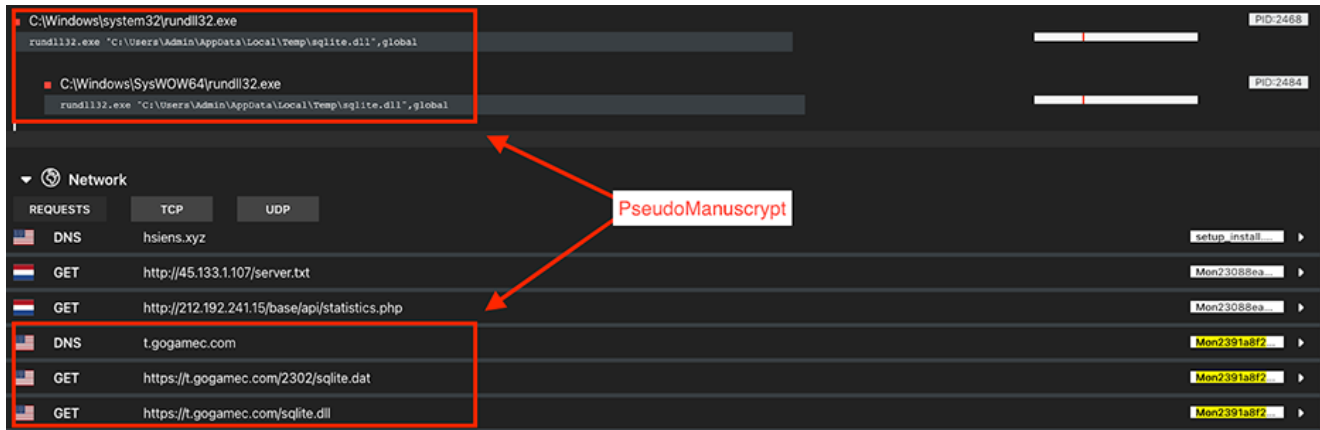 C:\Windows\system32\rundll32.exe PID:2468
rundll32.exe "C:\Users\Admin\AppData\Local\Temp\sqlite.dll",global
C:\Windows\SysWOW64\rundll32.exe PID:2484
rundll32.exe "C:\Users\Admin\AppData\Local\Temp\sqlite.dll",global
Network
REQUESTS TCP UDP
PseudoManuscrypt
DNS hsiens.xyz setup_install....
GET http://45.133.1.107/server.txt Mon23088ea...
GET http://212.192.241.15/base/api/statistics.php Mon23088ea...
DNS t.gogamec.com Mon2391a8f2...
GET https://t.gogamec.com/2302/sqlite.dat Mon2391a8f2...
GET https://t.gogamec.com/sqlite.dll Mon2391a8f2...